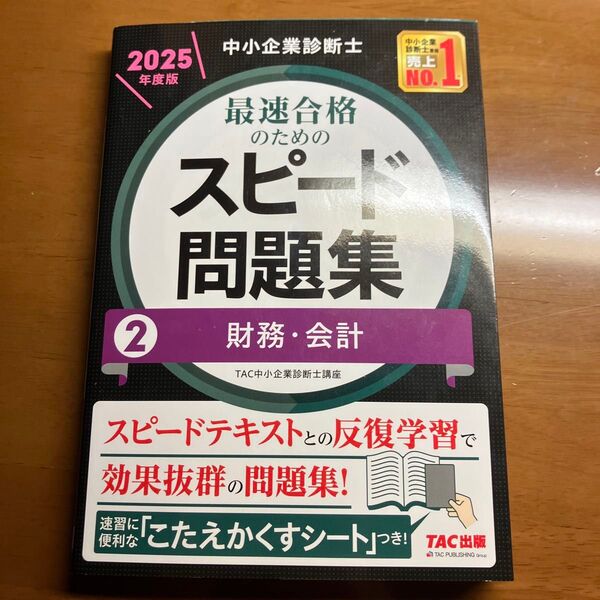 2025
年度版
中小企業診断士
中小企業
診断士書籍
売上
NO.1
最速合格
のための
スピード
問題集
2
財務・会計
TAC中小企業診断士講座
スピードテキストとの反復学習で
効果抜群の問題集!
速習に
便利な「こたえかくすシート」つき!
TAC出版
TAC PUBLISHING Group